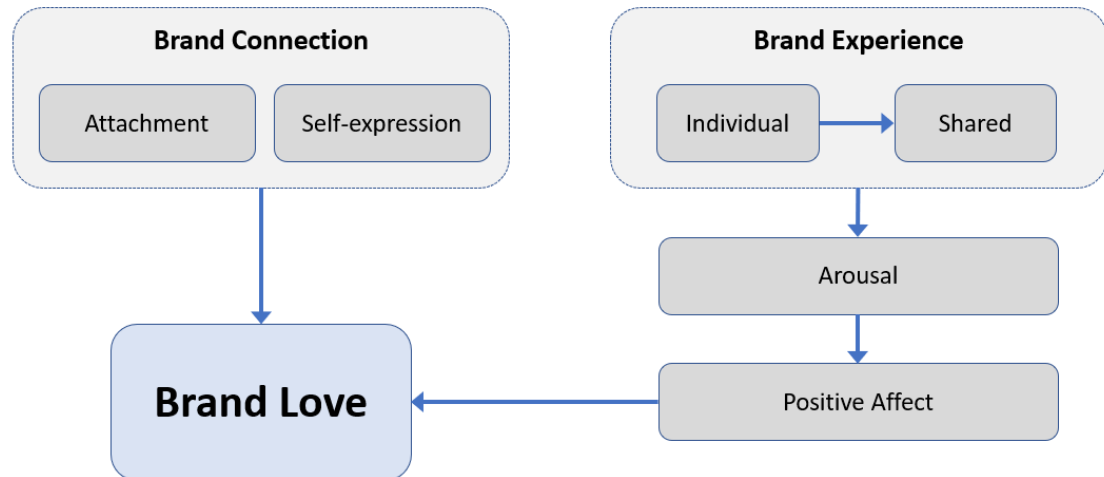 Brand Connection
Attachment
Self-expression
Brand Experience
Individual
Shared
Arousal
Positive Affect
Brand Love